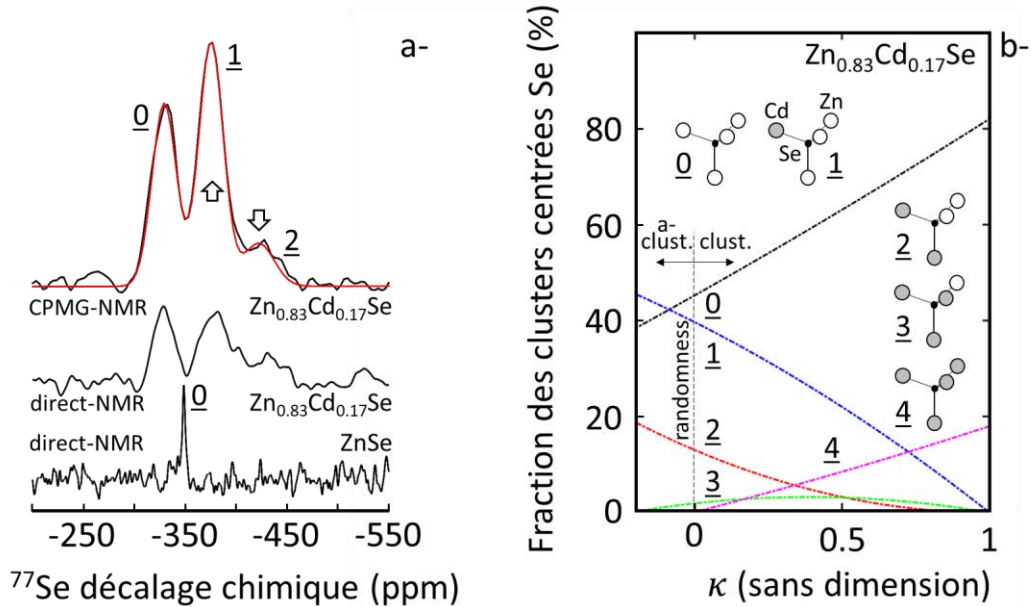 a-
1
0
2
CPMG-NMR Zn0.83Cd0.17Se
direct-NMR Zn0.83Cd0.17Se
0
direct-NMR ZnSe
-250 -350 -450 -550
⁷⁷Se décalage chimique (ppm)
b-
Fraction des clusters centrées Se (%)
Zn0.83Cd0.17Se
Cd Zn
Se
0 1
2
3
4
a-
clust. clust.
randomness
0
1
2
3
4
80
60
40
20
0
0 0.5 1
κ (sans dimension)